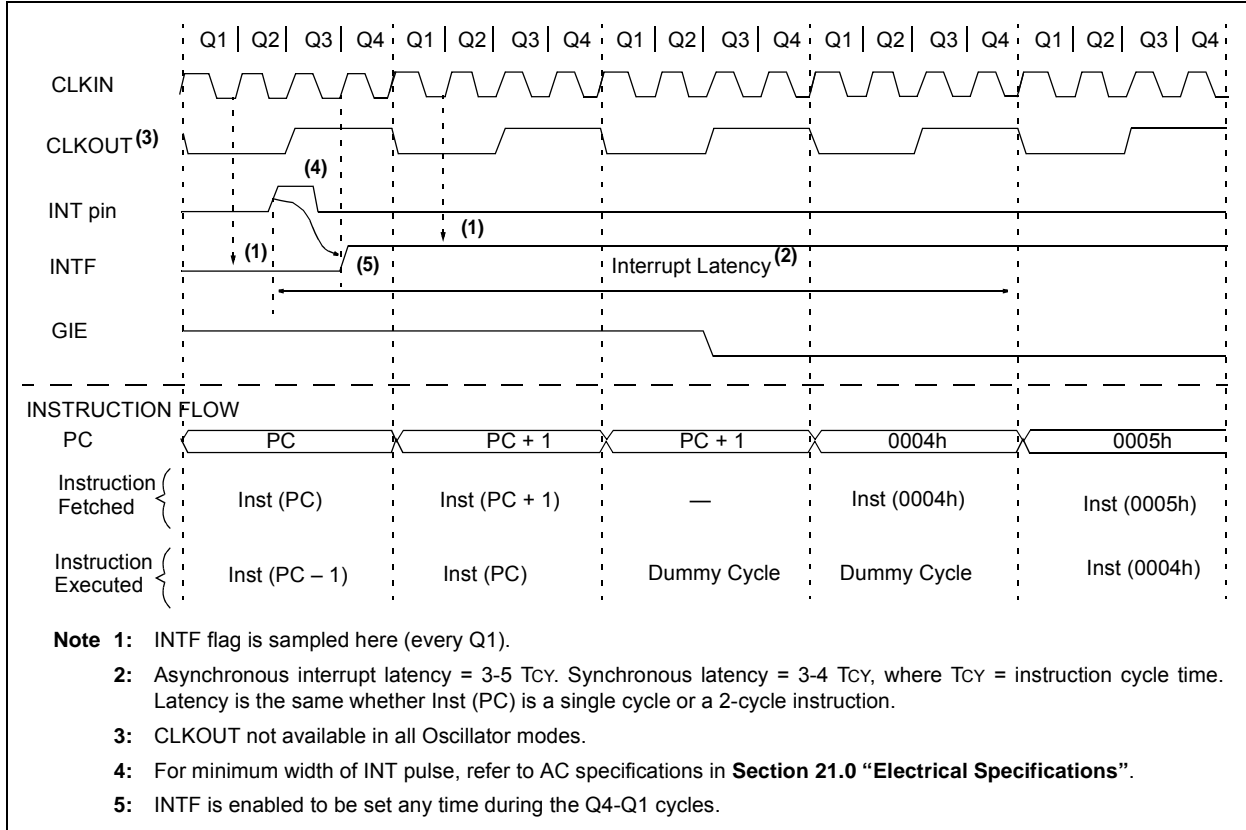 Q1 Q2 Q3 Q4 Q1 Q2 Q3 Q4 Q1 Q2 Q3 Q4 Q1 Q2 Q3 Q4 Q1 Q2 Q3 Q4
CLKIN
CLKOUT (3)
(4)
INT pin
(1)
(1)
INTF
(5)
Interrupt Latency (2)
GIE
INSTRUCTION FLOW
PC
PC
PC + 1
PC + 1
0004h
0005h
Instruction
Fetched
Inst (PC)
Inst (PC + 1)
—
Inst (0004h)
Inst (0005h)
Instruction
Executed
Inst (PC – 1)
Inst (PC)
Dummy Cycle
Dummy Cycle
Inst (0004h)
Note 1: INTF flag is sampled here (every Q1).
2: Asynchronous interrupt latency = 3-5 TCY. Synchronous latency = 3-4 TCY, where TCY = instruction cycle time.
Latency is the same whether Inst (PC) is a single cycle or a 2-cycle instruction.
3: CLKOUT not available in all Oscillator modes.
4: For minimum width of INT pulse, refer to AC specifications in Section 21.0 “Electrical Specifications”.
5: INTF is enabled to be set any time during the Q4-Q1 cycles.